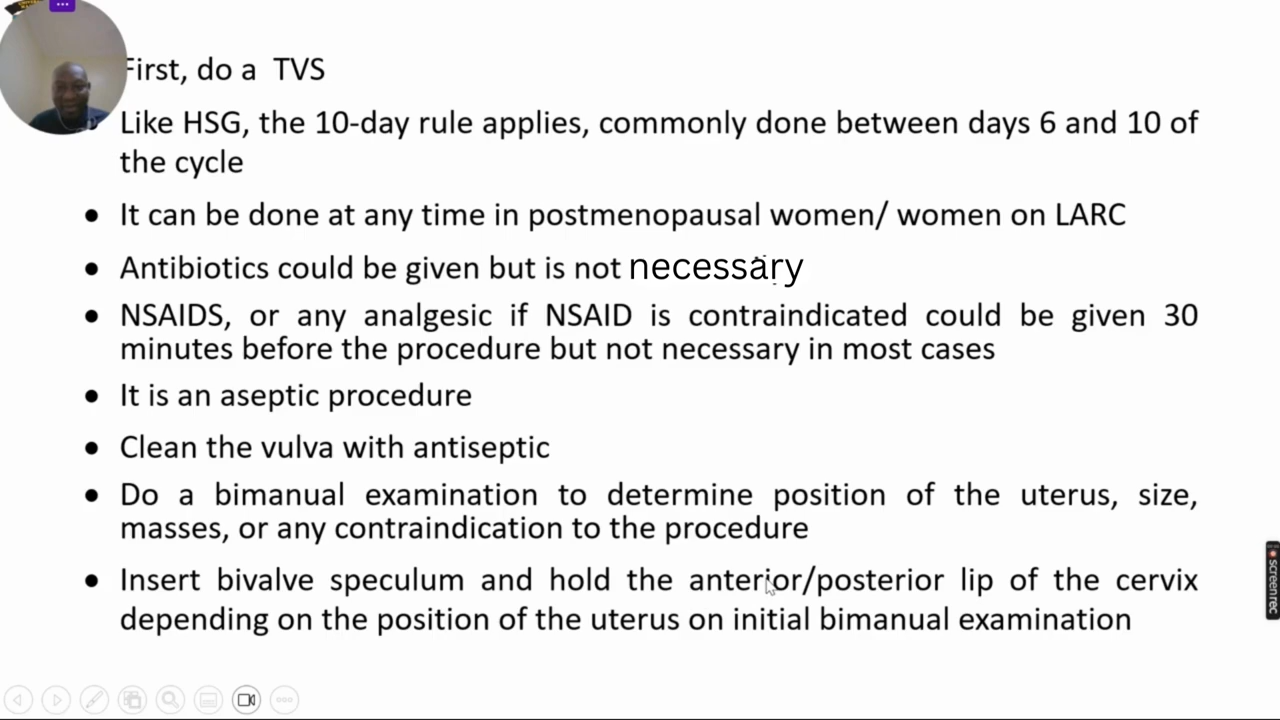 First, do a TVS
Like HSG, the 10-day rule applies, commonly done between days 6 and 10 of
the cycle
• It can be done at any time in postmenopausal women/ women on LARC
• Antibiotics could be given but is not necessary
• NSAIDS, or any analgesic if NSAID is contraindicated could be given 30
minutes before the procedure but not necessary in most cases
• It is an aseptic procedure
• Clean the vulva with antiseptic
• Do a bimanual examination to determine position of the uterus, size,
masses, or any contraindication to the procedure
• Insert bivalve speculum and hold the anterior/posterior lip of the cervix
depending on the position of the uterus on initial bimanual examination
screenrec